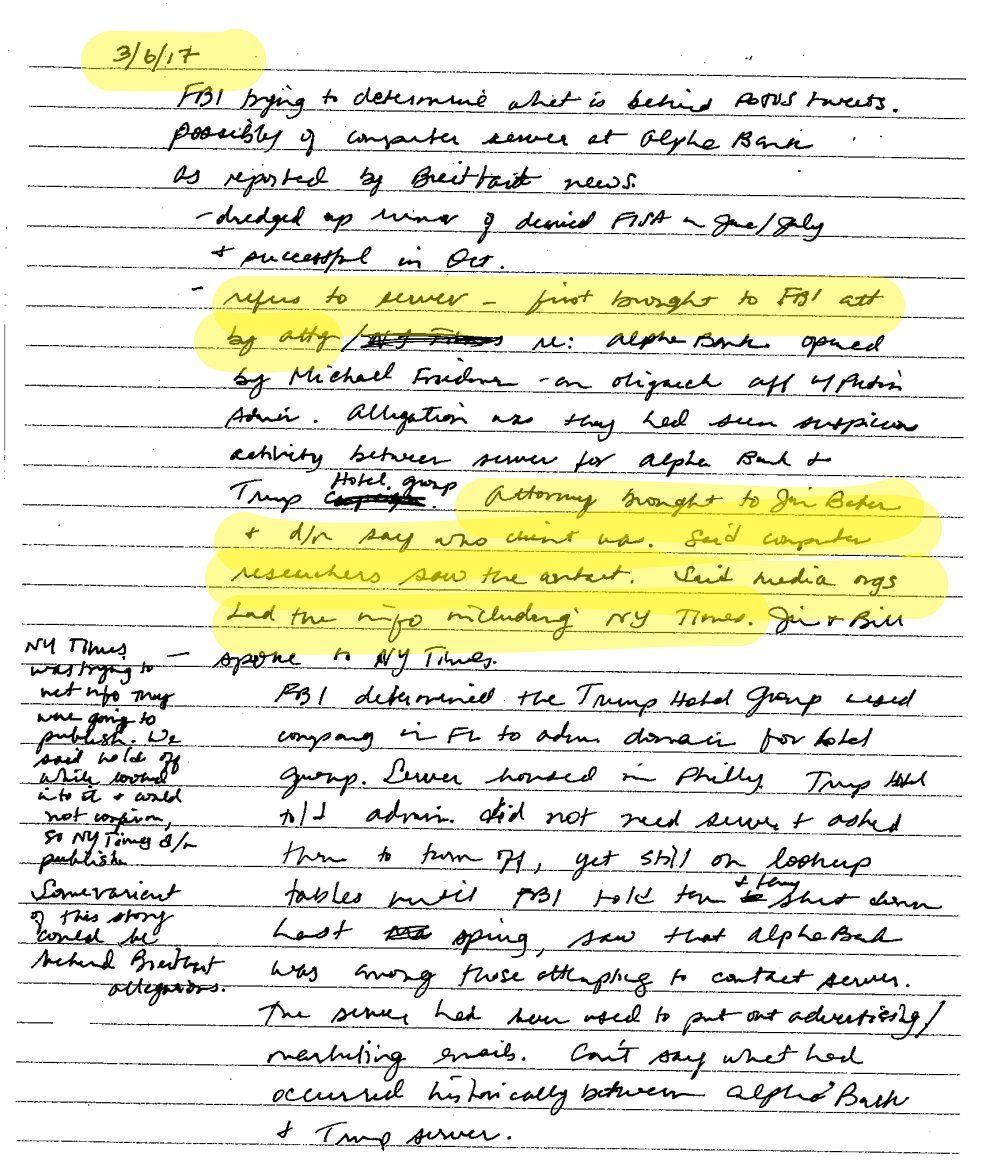 3/6/17
FBI trying to determine what is behind POTUS tweets.
possibly of computer server at Alpha Bank
as reported by Breitbart news.
- dredged up rumor of denied FISA in June/July
+ successful in Oct.
- refers to server – first brought to FBI att
by atty / NY Times re: Alpha Bank opened
by Michael Fridman - an oligarch aff w/ Putin
Admin. Allegation was they had seen suspicious
activity between server for Alpha Bank +
Hotel group
Trump. Attorney brought to Jim Baker
+ d/n say who client was. Said computer
researchers saw the contact. Said media orgs
had the info including NY Times. Jim + Bill
— spoke to NY Times.
NY Times
was trying to
vet info they
were going to
publish. We
said hold off
while looked
into it + could
not confirm,
so NY Times d/n
publish
Some variant
of this story
could be
behind Breitbart
allegations.
FBI determined the Trump Hotel Group used
company in FL to adm. domain for hotel
group. Server housed in Philly. Trump Hotel
told admin. did not need server + asked
them to turn off, yet still on lookup
+ they
tables until FBI told them shut down
Last spring, saw that Alpha Bank
was among those attempting to contact server.
The server had been used to put out advertising/
marketing emails. Can't say what had
occurred historically between Alpha Bank
+ Trump server.